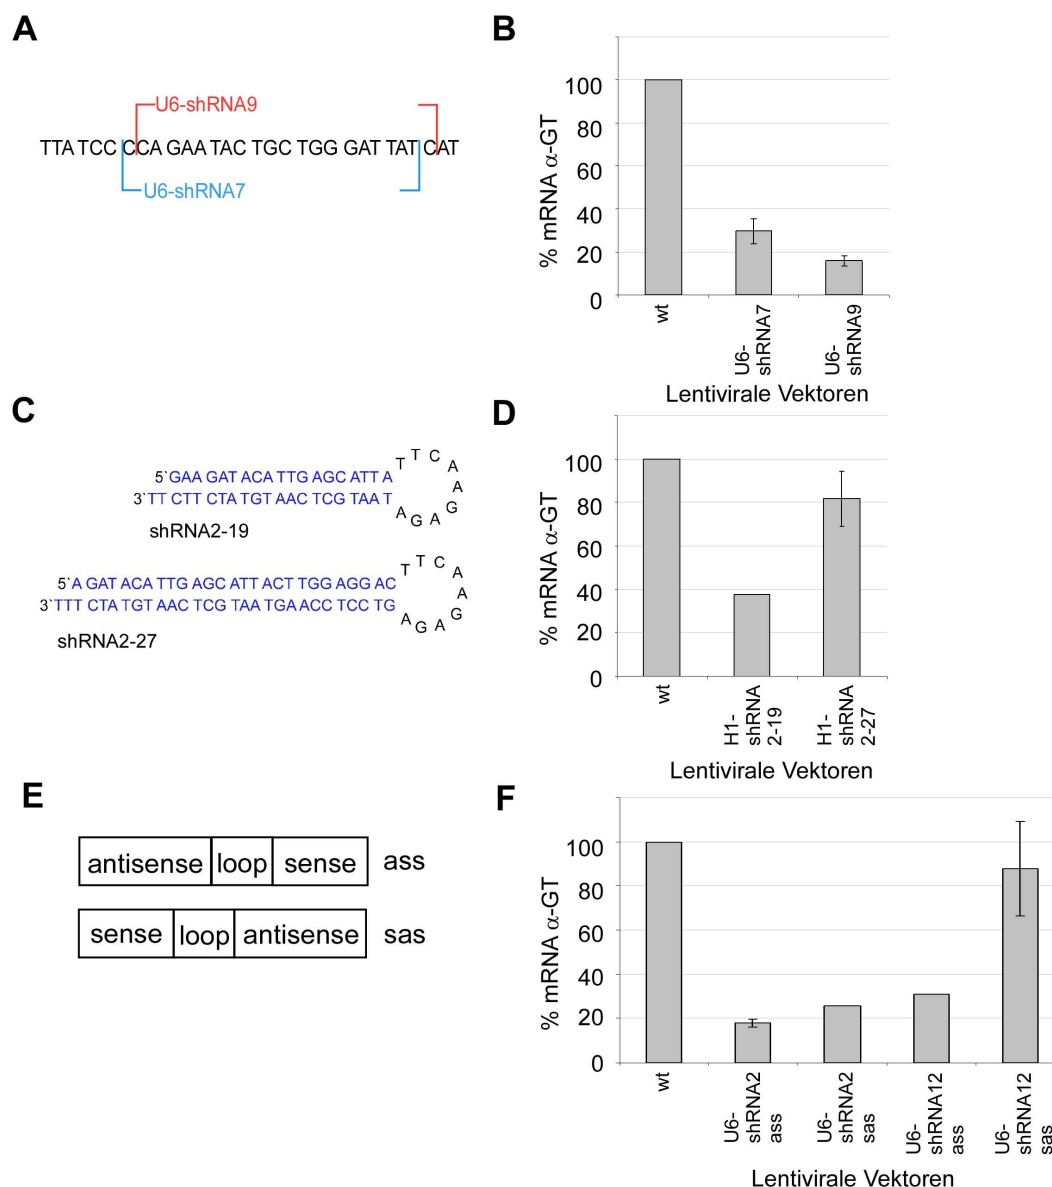 A
U6-shRNA9
TTA TCC CCA GAA TAC TGC TGG GAT TAT CAT
U6-shRNA7
B
% mRNA α-GT
100
80
60
40
20
0
wt
U6-
shRNA7
U6-
shRNA9
Lentivirale Vektoren
C
5`GAA GAT ACA TTG AGC ATT A
T T C A A G A G A
3`TT CTT CTA TGT AAC TCG TAA T
shRNA2-19
5`A GAT ACA TTG AGC ATT ACT TGG AGG AC
T T C A A G A G A
3`TTT CTA TGT AAC TCG TAA TGA ACC TCC TG
shRNA2-27
D
% mRNA α-GT
100
80
60
40
20
0
wt
H1-
shRNA
2-19
H1-
shRNA
2-27
Lentivirale Vektoren
E
antisense loop sense ass
sense loop antisense sas
F
% mRNA α-GT
100
80
60
40
20
0
wt
U6-
shRNA2
ass
U6-
shRNA2
sas
U6-
shRNA12
ass
U6-
shRNA12
sas
Lentivirale Vektoren